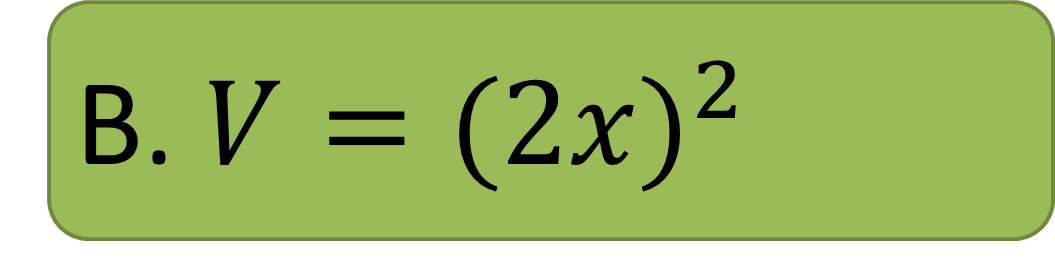 B. V = (2x)²